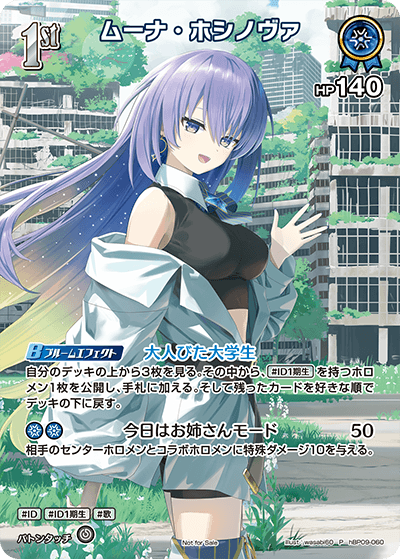 1st
ムーナ・ホシノヴァ
HP 140
B ブルームエフェクト 大人びた大学生
自分のデッキの上から3枚を見る。その中から、#ID1期生を持つホロ
メン1枚を公開し、手札に加える。そして残ったカードを好きな順で
デッキの下に戻す。
今日はお姉さんモード 50
相手のセンターホロメンとコラボホロメンに特殊ダメージ10を与える。
#ID #ID1期生 #歌
バトンタッチ
Not for Sale
illust/wasabi60 P hBP09-060